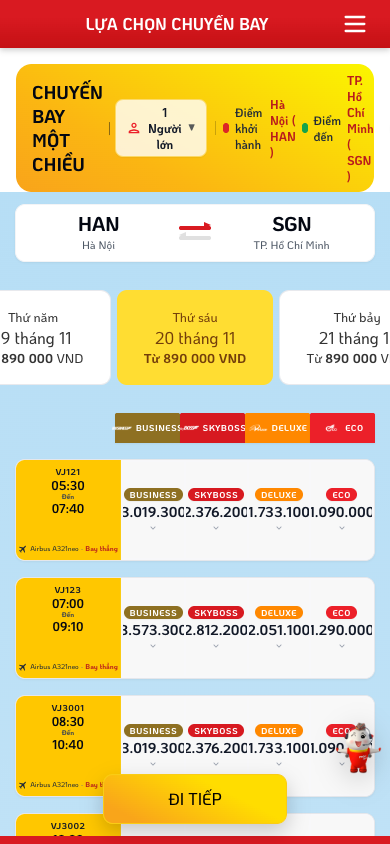 LỰA CHỌN CHUYẾN BAY
CHUYẾN
BAY
MỘT
CHIỀU
1
Người
lớn
Điểm
khởi
hành
Hà
Nội (
HAN
)
Điểm
đến
TP.
Hồ
Chí
Minh
(
SGN
)
HAN
Hà Nội
SGN
TP. Hồ Chí Minh
Thứ năm
9 tháng 11
890 000 VND
Thứ sáu
20 tháng 11
Từ 890 000 VND
Thứ bảy
21 tháng 1
Từ 890 000 V
BUSINESS
SKYBOSS
DELUXE
ECO
VJ121
05:30
Đến
07:40
Airbus A321neo - Bay thẳng
BUSINESS
3.019.300
SKYBOSS
2.376.200
DELUXE
1.733.100
ECO
1.090.000
VJ123
07:00
Đến
09:10
Airbus A321neo - Bay thẳng
BUSINESS
3.573.300
SKYBOSS
2.812.200
DELUXE
2.051.100
ECO
1.290.000
VJ3001
08:30
Đến
10:40
Airbus A321neo - Bay
BUSINESS
3.019.300
SKYBOSS
2.376.200
DELUXE
1.733.100
ECO
1.090
ĐI TIẾP
VJ3002
BUSINESS
SKYBOSS
DELUXE
ECO